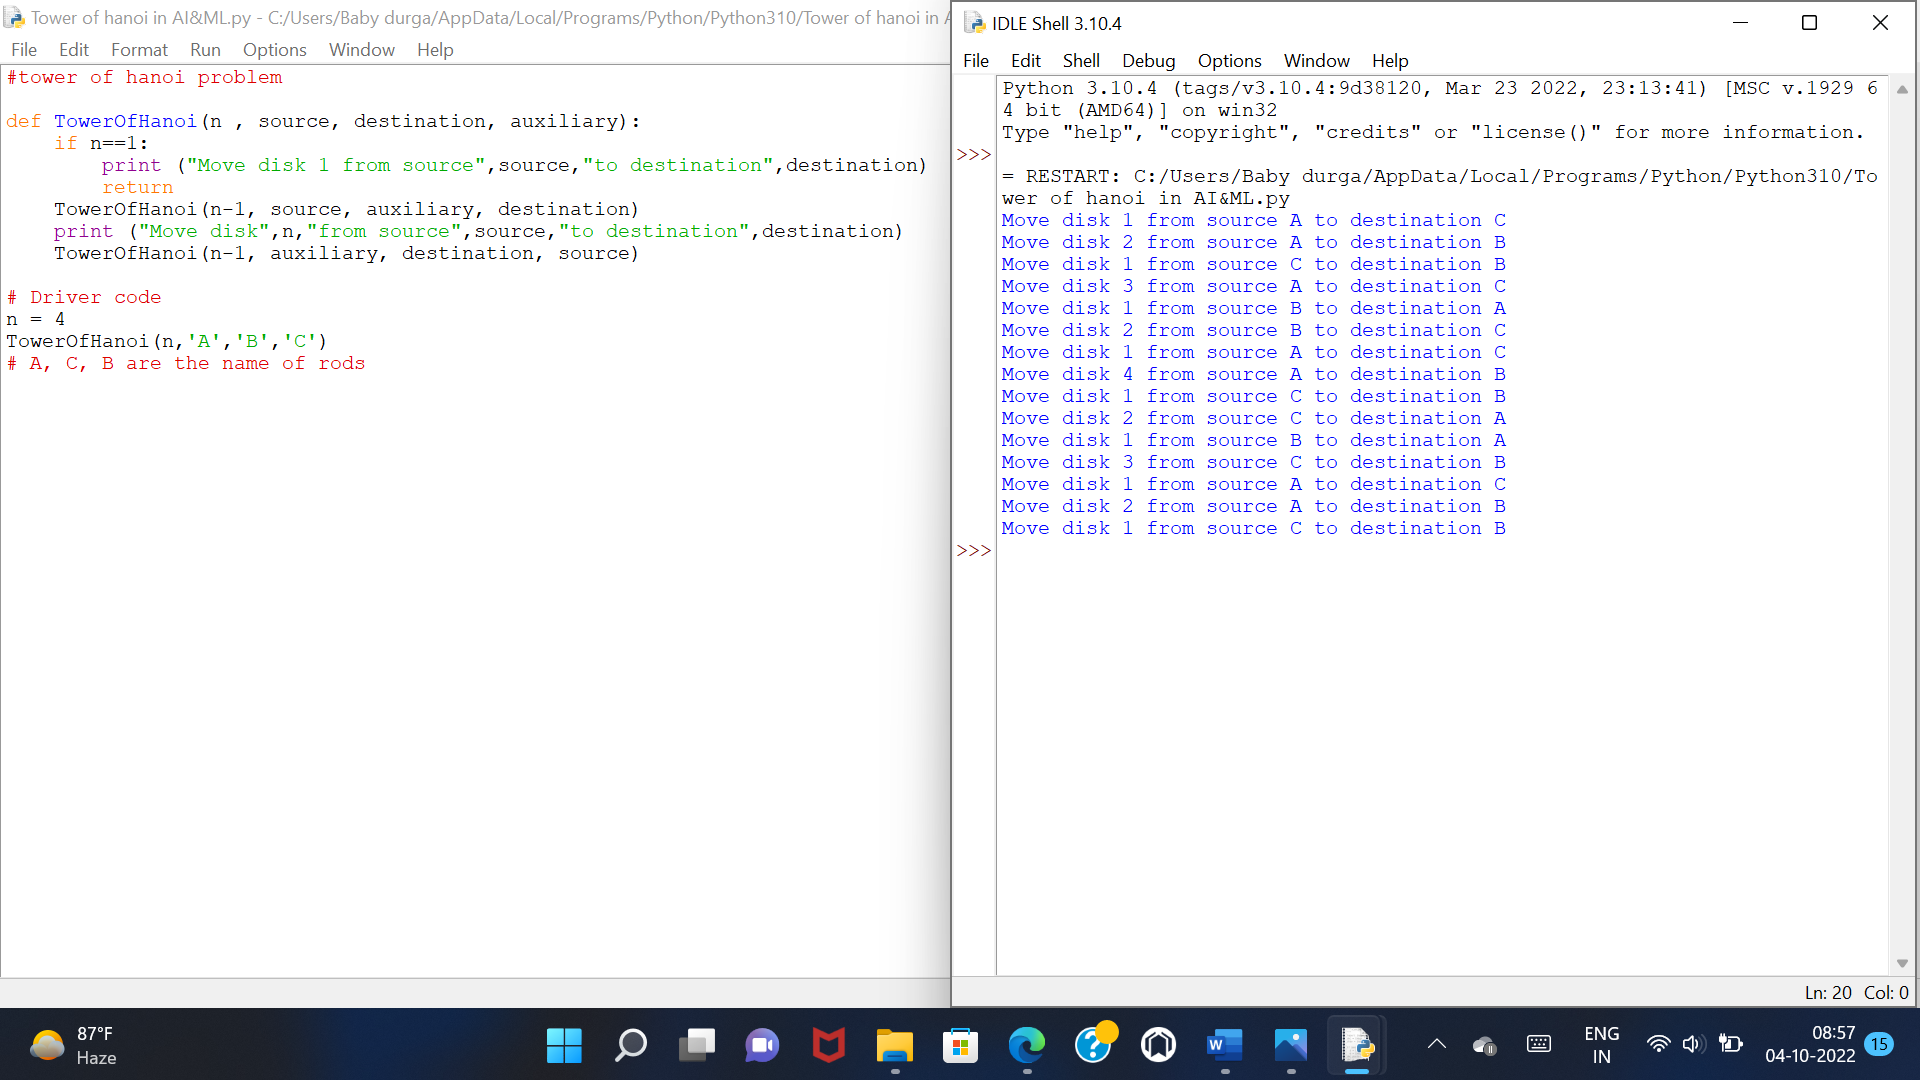 Tower of hanoi in AI&ML.py - C:/Users/Baby durga/AppData/Local/Programs/Python/Python310/Tower of hanoi in
File Edit Format Run Options Window Help
#tower of hanoi problem
def TowerOfHanoi(n , source, destination, auxiliary):
    if n==1:
        print ("Move disk 1 from source",source,"to destination",destination)
        return
    TowerOfHanoi(n-1, source, auxiliary, destination)
    print ("Move disk",n,"from source",source,"to destination",destination)
    TowerOfHanoi(n-1, auxiliary, destination, source)
# Driver code
n = 4
TowerOfHanoi(n,'A','B','C')
# A, C, B are the name of rods
IDLE Shell 3.10.4
File Edit Shell Debug Options Window Help
Python 3.10.4 (tags/v3.10.4:9d38120, Mar 23 2022, 23:13:41) [MSC v.1929 6
4 bit (AMD64)] on win32
Type "help", "copyright", "credits" or "license()" for more information.
>>>
= RESTART: C:/Users/Baby durga/AppData/Local/Programs/Python/Python310/To
wer of hanoi in AI&ML.py
Move disk 1 from source A to destination C
Move disk 2 from source A to destination B
Move disk 1 from source C to destination B
Move disk 3 from source A to destination C
Move disk 1 from source B to destination A
Move disk 2 from source B to destination C
Move disk 1 from source A to destination C
Move disk 4 from source A to destination B
Move disk 1 from source C to destination B
Move disk 2 from source C to destination A
Move disk 1 from source B to destination A
Move disk 3 from source C to destination B
Move disk 1 from source A to destination C
Move disk 2 from source A to destination B
Move disk 1 from source C to destination B
>>>
Ln: 20 Col: 0
87°F
Haze
ENG
IN
08:57
04-10-2022
15